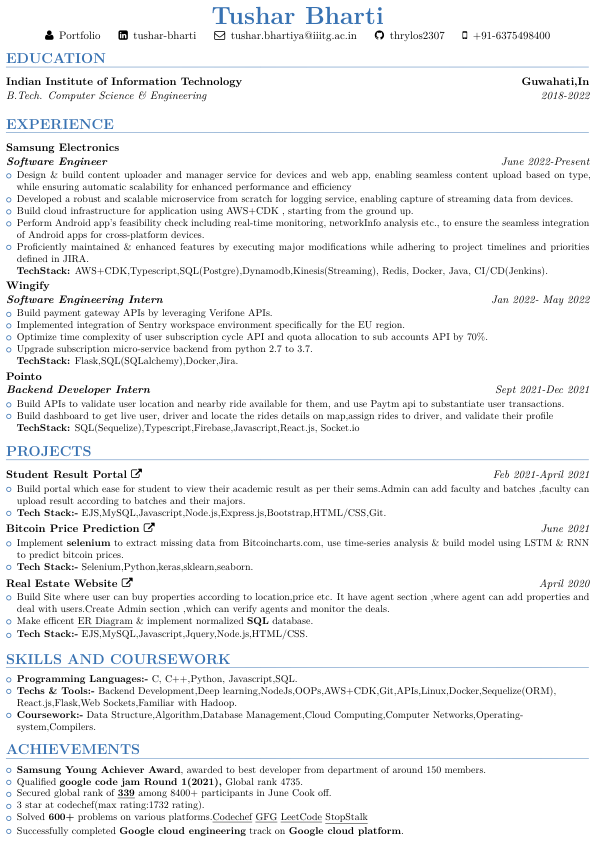 Tushar Bharti
Portfolio tushar-bharti tushar.bhartiya@iiitg.ac.in thrylos2307 +91-6375498400
EDUCATION
Indian Institute of Information Technology Guwahati,In
B.Tech. Computer Science & Engineering 2018-2022
EXPERIENCE
Samsung Electronics
Software Engineer June 2022-Present
Design & build content uploader and manager service for devices and web app, enabling seamless content upload based on type,
while ensuring automatic scalability for enhanced performance and efficiency
Developed a robust and scalable microservice from scratch for logging service, enabling capture of streaming data from devices.
Build cloud infrastructure for application using AWS+CDK , starting from the ground up.
Perform Android app's feasibility check including real-time monitoring, networkInfo analysis etc., to ensure the seamless integration
of Android apps for cross-platform devices.
Proficiently maintained & enhanced features by executing major modifications while adhering to project timelines and priorities
defined in JIRA.
TechStack: AWS+CDK,Typescript,SQL(Postgre),Dynamodb,Kinesis(Streaming), Redis, Docker, Java, CI/CD(Jenkins).
Wingify
Software Engineering Intern Jan 2022- May 2022
Build payment gateway APIs by leveraging Verifone APIs.
Implemented integration of Sentry workspace environment specifically for the EU region.
Optimize time complexity of user subscription cycle API and quota allocation to sub accounts API by 70%.
Upgrade subscription micro-service backend from python 2.7 to 3.7.
TechStack: Flask,SQL(SQLalchemy),Docker,Jira.
Pointo
Backend Developer Intern Sept 2021-Dec 2021
Build APIs to validate user location and nearby ride available for them, and use Paytm api to substantiate user transactions.
Build dashboard to get live user, driver and locate the rides details on map,assign rides to driver, and validate their profile
TechStack: SQL(Sequelize),Typescript,Firebase,Javascript,React.js, Socket.io
PROJECTS
Student Result Portal Feb 2021-April 2021
Build portal which ease for student to view their academic result as per their sems.Admin can add faculty and batches ,faculty can
upload result according to batches and their majors.
Tech Stack:- EJS,MySQL,Javascript,Node.js,Express.js,Bootstrap,HTML/CSS,Git.
Bitcoin Price Prediction June 2021
Implement selenium to extract missing data from Bitcoincharts.com, use time-series analysis & build model using LSTM & RNN
to predict bitcoin prices.
Tech Stack:- Selenium,Python,keras,sklearn,seaborn.
Real Estate Website April 2020
Build Site where user can buy properties according to location,price etc. It have agent section ,where agent can add properties and
deal with users.Create Admin section ,which can verify agents and monitor the deals.
Make efficent ER Diagram & implement normalized SQL database.
Tech Stack:- EJS,MySQL,Javascript,Jquery,Node.js,HTML/CSS.
SKILLS AND COURSEWORK
Programming Languages:- C, C++,Python, Javascript,SQL.
Techs & Tools:- Backend Development,Deep learning,NodeJs,OOPs,AWS+CDK,Git,APIs,Linux,Docker,Sequelize(ORM),
React.js,Flask,Web Sockets,Familiar with Hadoop.
Coursework:- Data Structure,Algorithm,Database Management,Cloud Computing,Computer Networks,Operating-
system,Compilers.
ACHIEVEMENTS
Samsung Young Achiever Award, awarded to best developer from department of around 150 members.
Qualified google code jam Round 1(2021), Global rank 4735.
Secured global rank of 339 among 8400+ participants in June Cook off.
3 star at codechef(max rating:1732 rating).
Solved 600+ problems on various platforms.Codechef GFG LeetCode StopStalk
Successfully completed Google cloud engineering track on Google cloud platform.